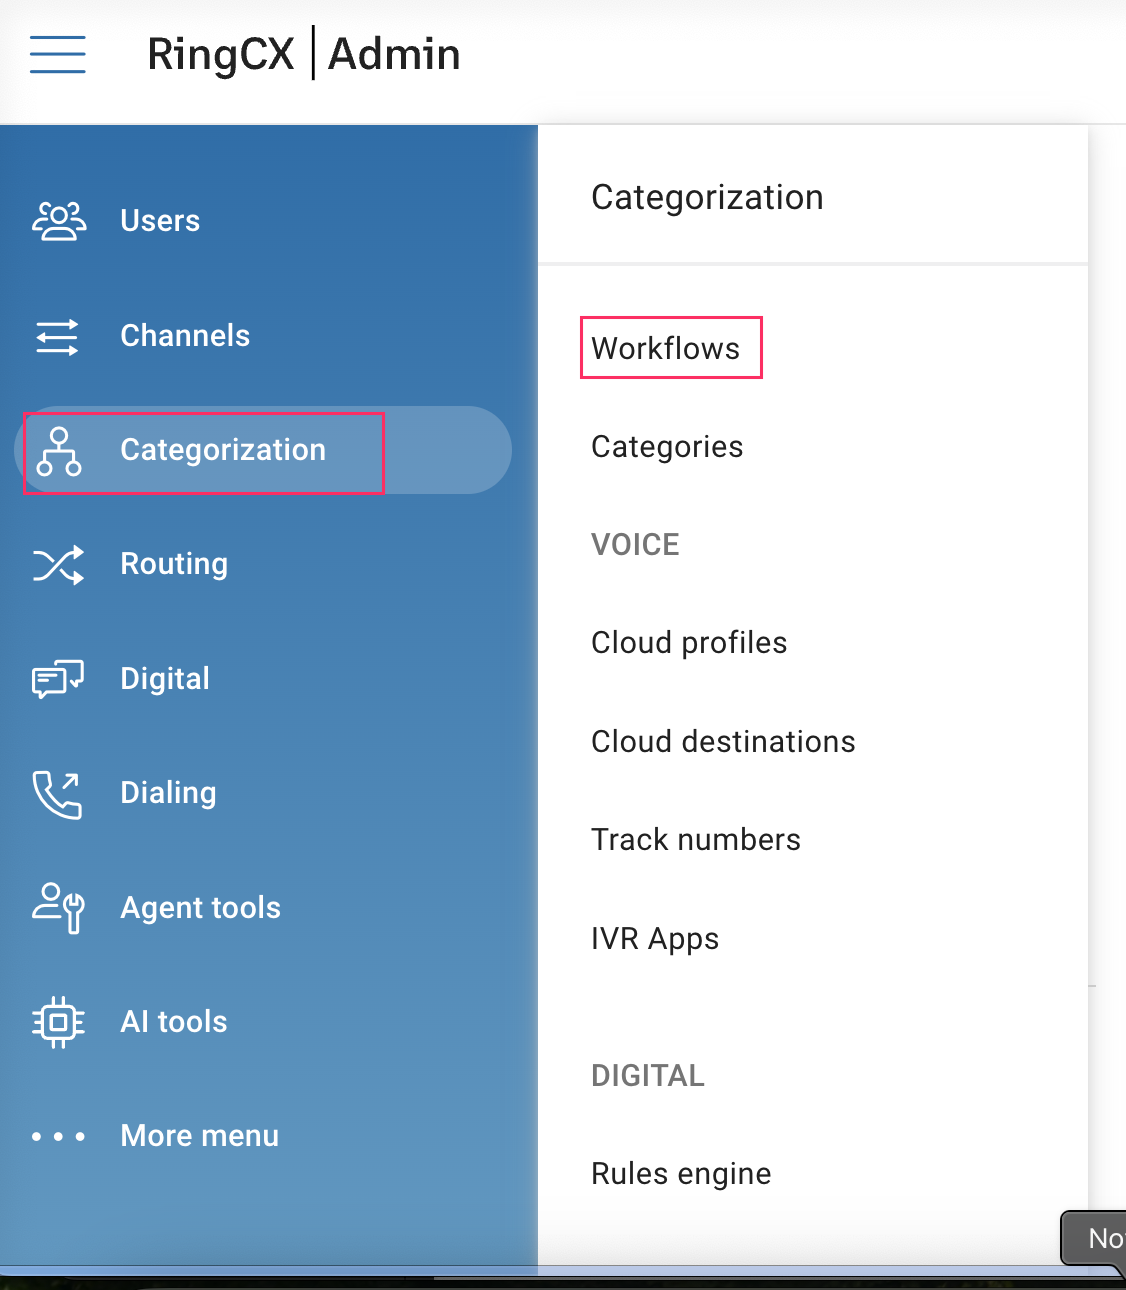 RingCX | Admin
Users
Channels
Categorization
Routing
Digital
Dialing
Agent tools
AI tools
More menu
Categorization
Workflows
Categories
VOICE
Cloud profiles
Cloud destinations
Track numbers
IVR Apps
DIGITAL
Rules engine